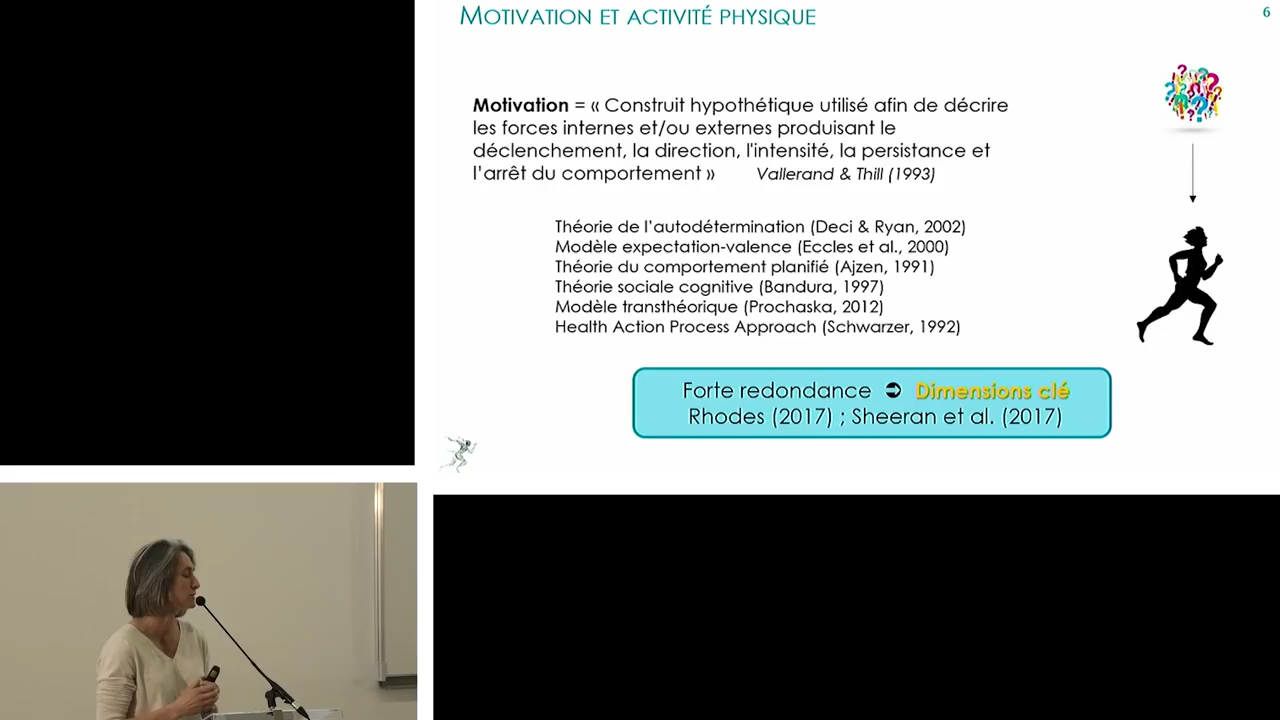 MOTIVATION ET ACTIVITÉ PHYSIQUE
6
Motivation = « Construit hypothétique utilisé afin de décrire
les forces internes et/ou externes produisant le
déclenchement, la direction, l'intensité, la persistance et
l'arrêt du comportement » Vallerand & Thill (1993)
Théorie de l'autodétermination (Deci & Ryan, 2002)
Modèle expectation-valence (Eccles et al., 2000)
Théorie du comportement planifié (Ajzen, 1991)
Théorie sociale cognitive (Bandura, 1997)
Modèle transthéorique (Prochaska, 2012)
Health Action Process Approach (Schwarzer, 1992)
Forte redondance ➲ Dimensions clé
Rhodes (2017) ; Sheeran et al. (2017)